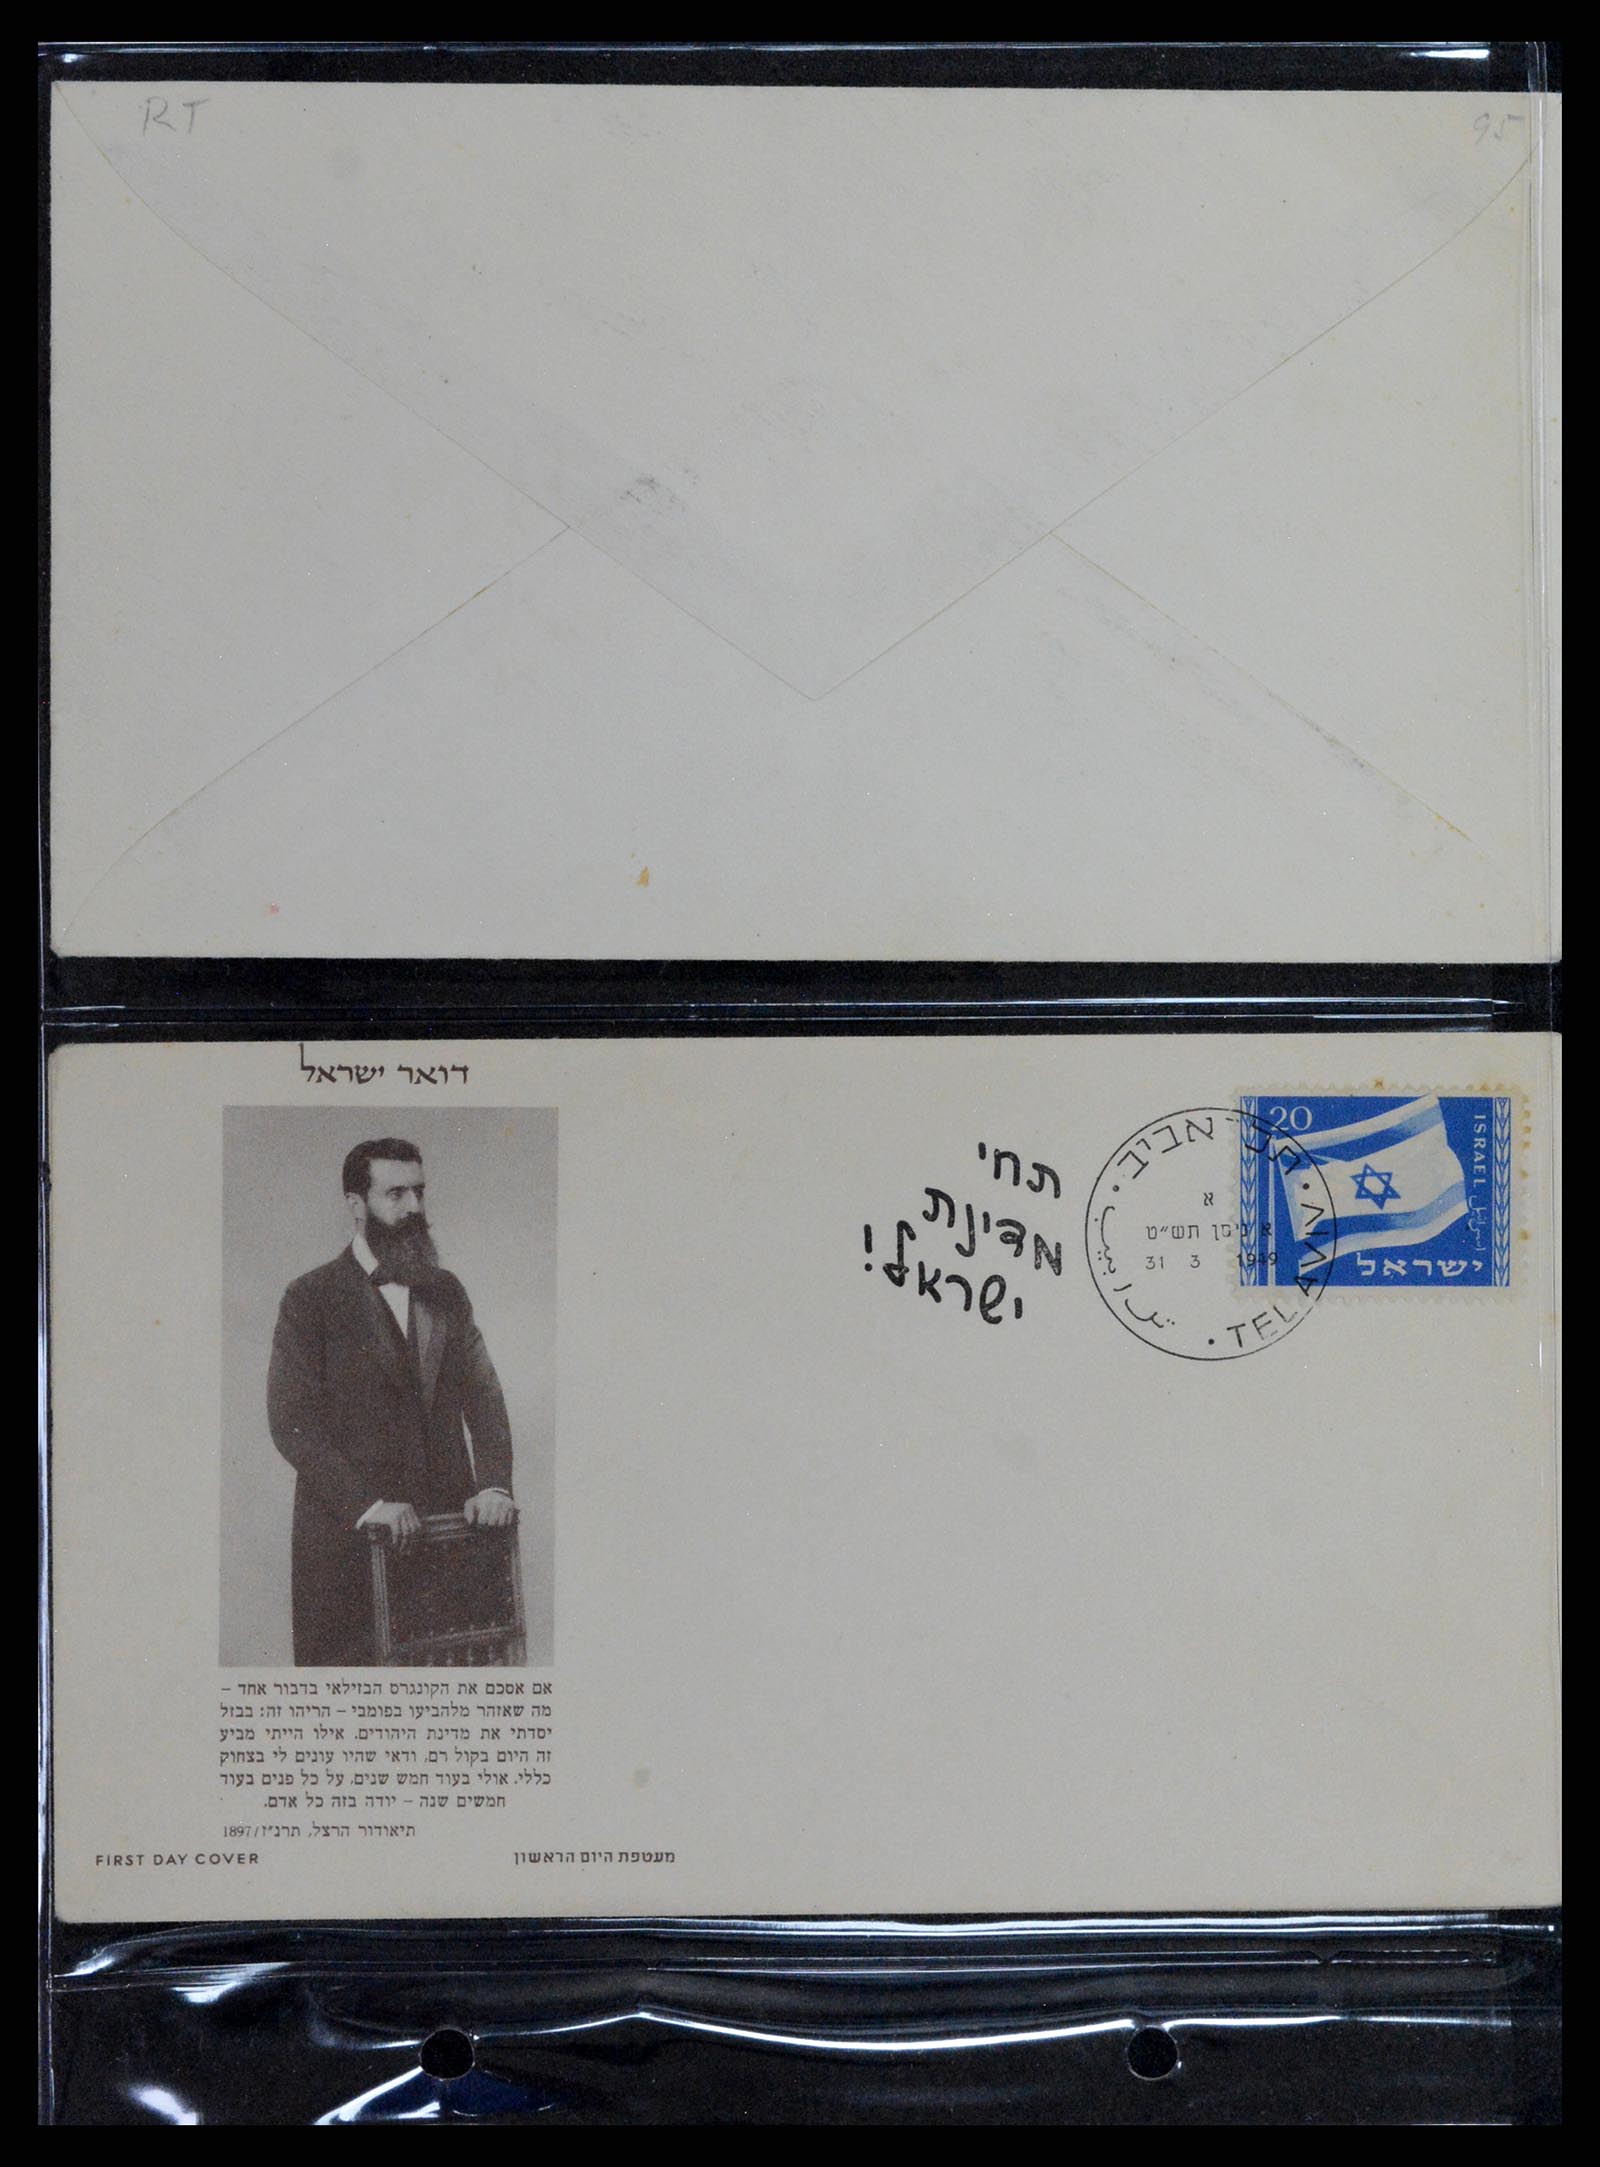 RT
95
דואר ישראל
תחי
מדינת
ישראל!
תל־אביב
א
א ניסן תש״ט
31 3 1949
TEL AVIV
تل ابيب
20
ISRAEL
اسرائيل
ישראל
אם אסכם את הקונגרס הבזילאי בדבור אחד –
מה שאזהר מלהביעו בפומבי – הריהו זה: בבזל
יסדתי את מדינת היהודים. אילו הייתי מביע
זה היום בקול רם, ודאי שהיו עונים לי בצחוק
כללי. אולי בעוד חמש שנים, על כל פנים בעוד
חמשים שנה – יודה בזה כל אדם.
תיאודור הרצל, תרנ״ז/1897
FIRST DAY COVER
מעטפת היום הראשון